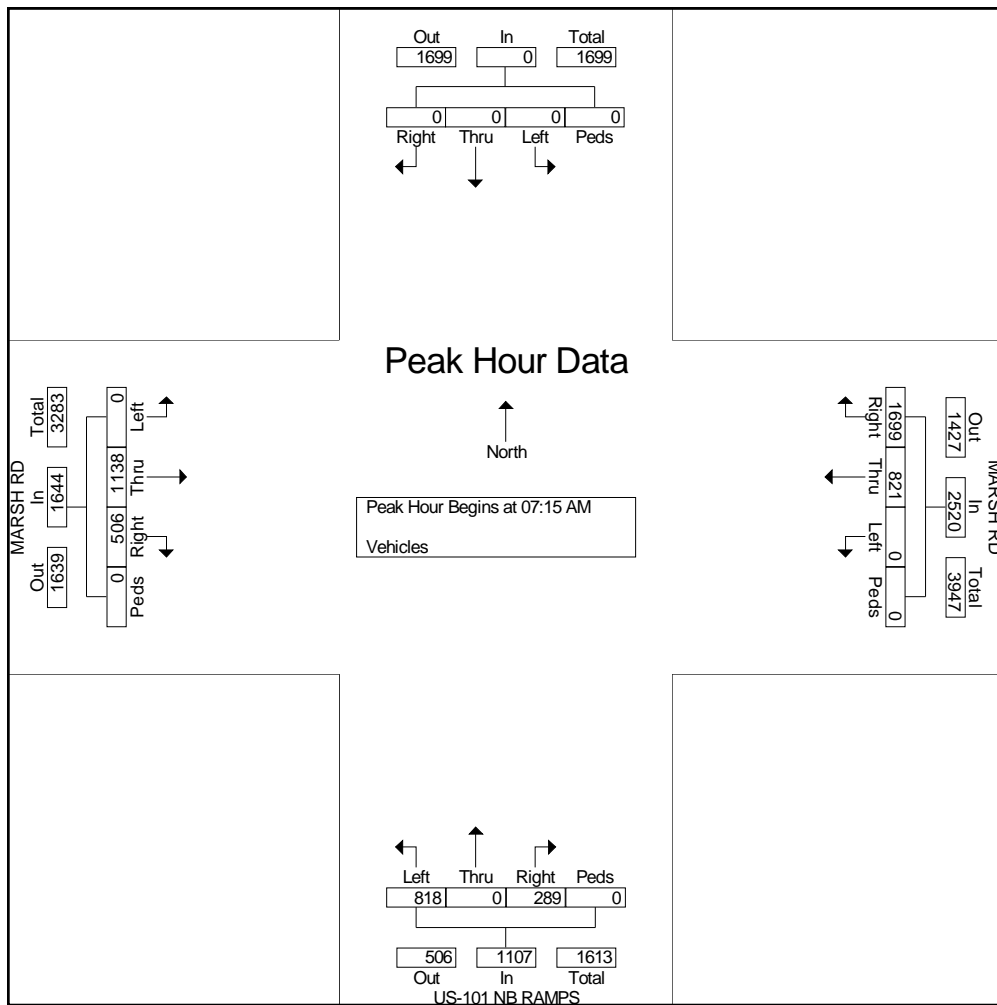 Out In Total
1699 0 1699
0 0 0 0
Right Thru Left Peds
Peak Hour Data
North
Peak Hour Begins at 07:15 AM
Vehicles
MARSH RD
Total In Out
3283 1644 1639
0 1138 506 0
Left Thru Right Peds
MARSH RD
Out In Total
1427 2520 3947
1699 821 0 0
Right Thru Left Peds
Left Thru Right Peds
818 0 289 0
506 1107 1613
Out In Total
US-101 NB RAMPS